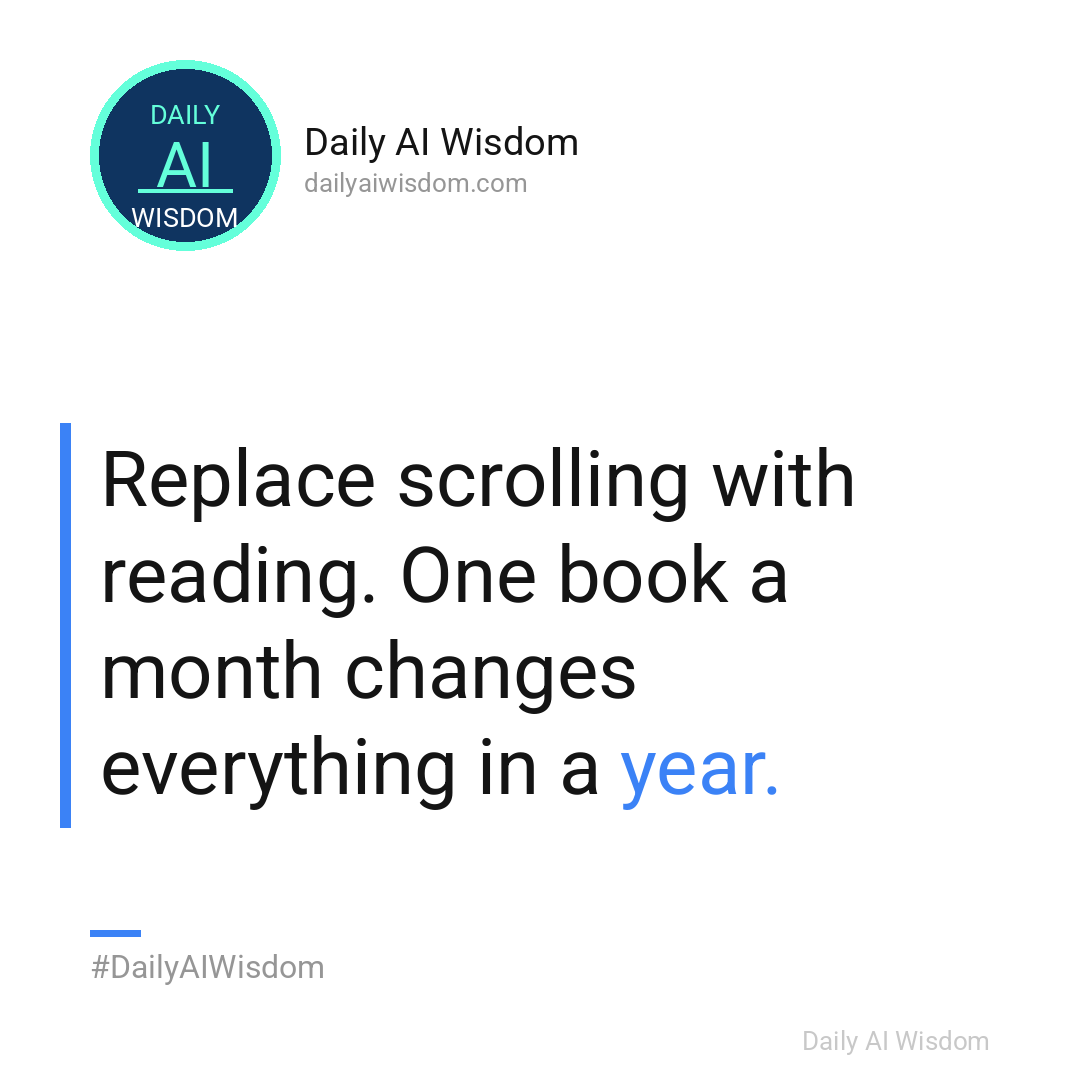 DAILY
AI
WISDOM
Daily AI Wisdom
dailyaiwisdom.com
Replace scrolling with
reading. One book a
month changes
everything in a year.
#DailyAIWisdom
Daily AI Wisdom